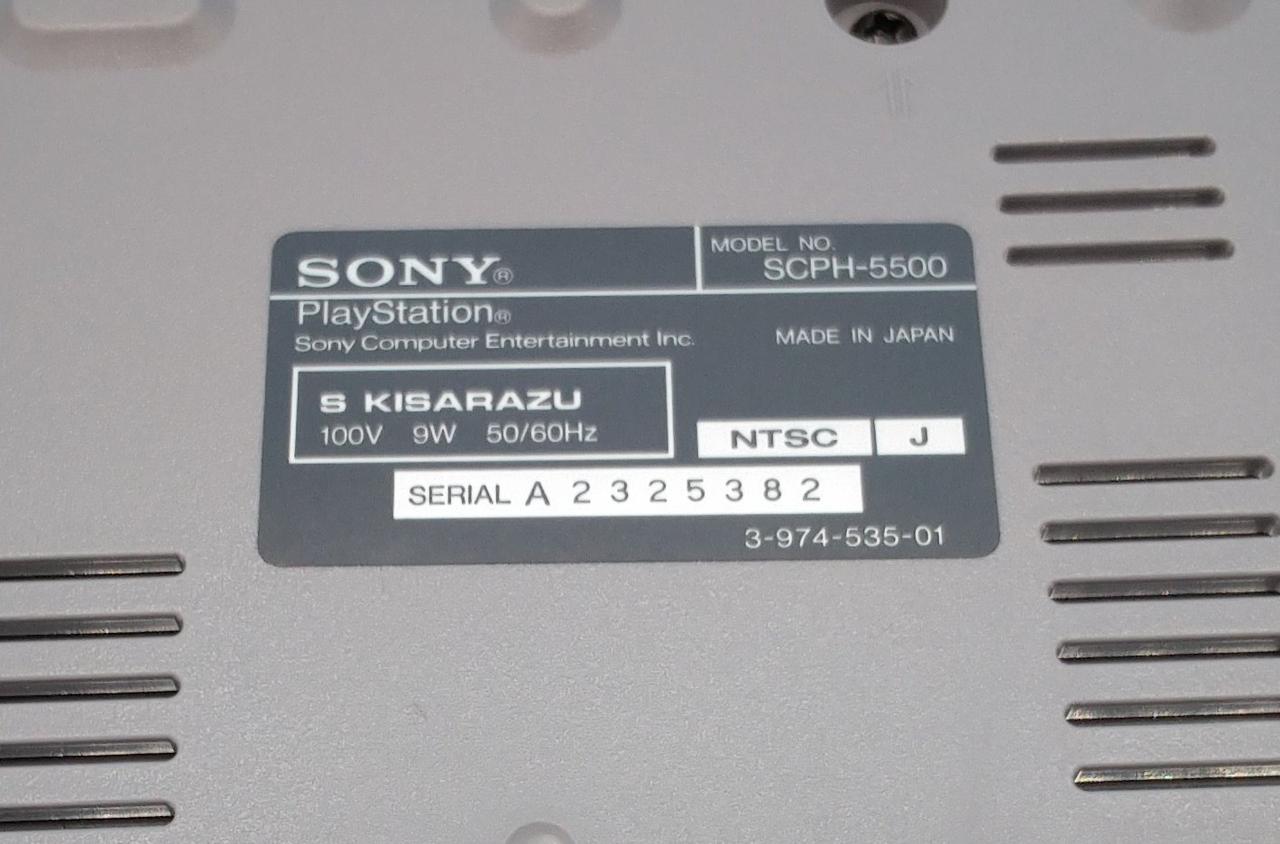 SONY®
MODEL NO.
SCPH-5500
PlayStation®
Sony Computer Entertainment Inc.
MADE IN JAPAN
S KISARAZU
100V 9W 50/60Hz
NTSC J
SERIAL A 2 3 2 5 3 8 2
3-974-535-01